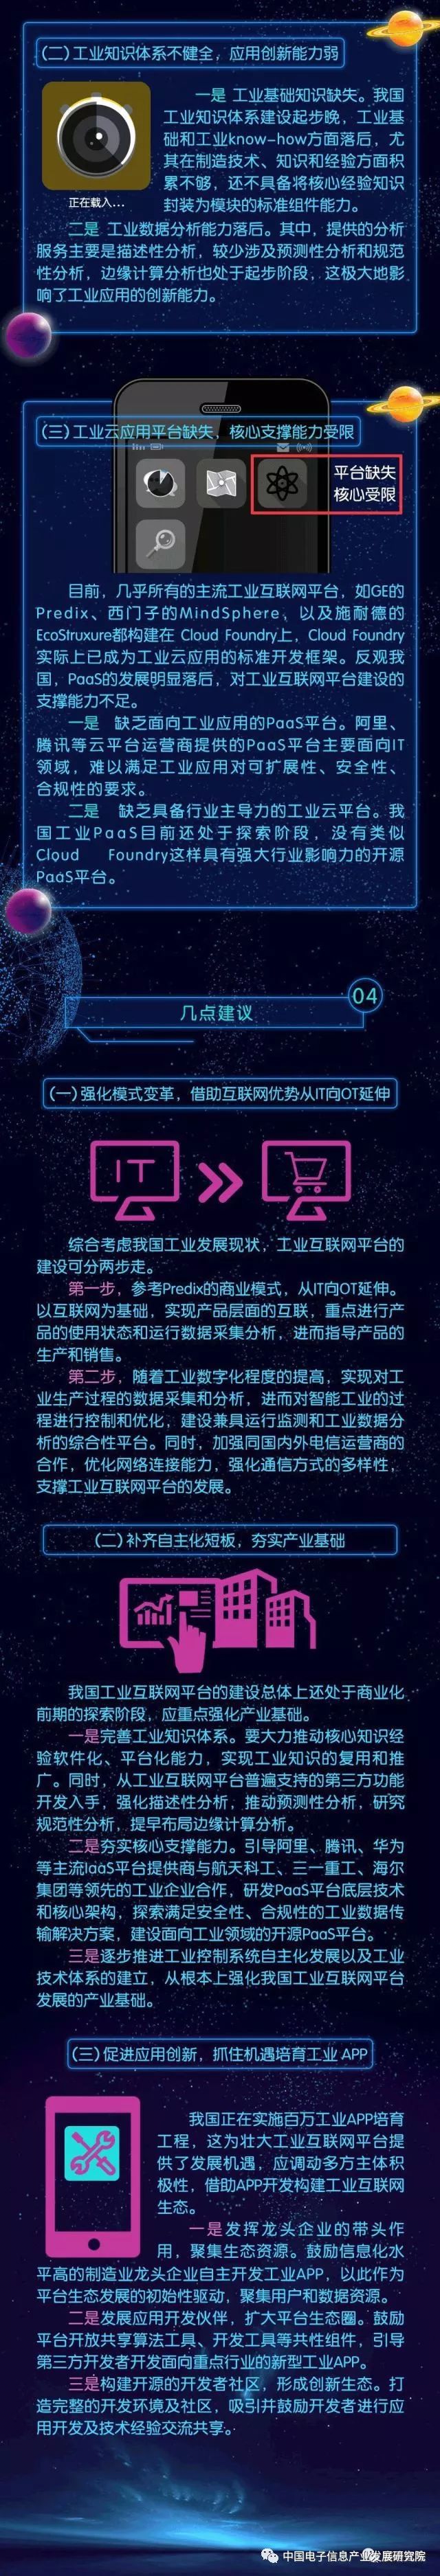 （二）工业知识体系不健全，应用创新能力弱
一是 工业基础知识缺失。我国
工业知识体系建设起步晚，工业基
础和工业know-how方面落后，尤
其在制造技术、知识和经验方面积
累不够，还不具备将核心经验知识
封装为模块的标准组件能力。
正在载入...
二是 工业数据分析能力落后。其中，提供的分析
服务主要是描述性分析，较少涉及预测性分析和规范
性分析，边缘计算分析也处于起步阶段，这极大地影
响了工业应用的创新能力。
（三）工业云应用平台缺失，核心支撑能力受限
平台缺失
核心受限
目前，几乎所有的主流工业互联网平台，如GE的
Predix、西门子的MindSphere、以及施耐德的
EcoStruxure都构建在 Cloud Foundry上，Cloud Foundry
实际上已成为工业云应用的标准开发框架。反观我
国，PaaS的发展明显落后，对工业互联网平台建设的
支撑能力不足。
一是 缺乏面向工业应用的PaaS平台。阿里、
腾讯等云平台运营商提供的PaaS平台主要面向IT
领域，难以满足工业应用对可扩展性、安全性、
合规性的要求。
二是 缺乏具备行业主导力的工业云平台。我
国工业PaaS目前还处于探索阶段，没有类似
Cloud Foundry这样具有强大行业影响力的开源
PaaS平台。
04
几点建议
（一）强化模式变革，借助互联网优势从IT向OT延伸
IT
综合考虑我国工业发展现状，工业互联网平台的
建设可分两步走。
第一步，参考Predix的商业模式，从IT向OT延伸。
以互联网为基础，实现产品层面的互联，重点进行产
品的使用状态和运行数据采集分析，进而指导产品的
生产和销售。
第二步，随着工业数字化程度的提高，实现对工
业生产过程的数据采集和分析，进而对智能工业的过
程进行控制和优化，建设兼具运行监测和工业数据分
析的综合性平台。同时，加强同国内外电信运营商的
合作，优化网络连接能力，强化通信方式的多样性，
支撑工业互联网平台的发展。
（二）补齐自主化短板，夯实产业基础
我国工业互联网平台的建设总体上还处于商业化
前期的探索阶段，应重点强化产业基础。
一是完善工业知识体系。要大力推动核心知识经
验软件化、平台化能力，实现工业知识的复用和推
广。同时，从工业互联网平台普遍支持的第三方功能
开发入手，强化描述性分析，推动预测性分析，研究
规范性分析，提早布局边缘计算分析。
二是夯实核心支撑能力。引导阿里、腾讯、华为
等主流IaaS平台提供商与航天科工、三一重工、海尔
集团等领先的工业企业合作，研发PaaS平台底层技术
和核心架构，探索满足安全性、合规性的工业数据传
输解决方案，建设面向工业领域的开源PaaS平台。
三是逐步推进工业控制系统自主化发展以及工业
技术体系的建立，从根本上强化我国工业互联网平台
发展的产业基础。
（三）促进应用创新，抓住机遇培育工业 APP
我国正在实施百万工业APP培育
工程，这为壮大工业互联网平台提
供了发展机遇，应调动多方主体积
极性，借助APP开发构建工业互联网
生态。
一是发挥龙头企业的带头作
用，聚集生态资源。鼓励信息化水
平高的制造业龙头企业自主开发工业APP，以此作为
平台生态发展的初始性驱动，聚集用户和数据资源。
二是发展应用开发伙伴，扩大平台生态圈。鼓励
平台开放共享算法工具、开发工具等共性组件，引导
第三方开发者开发面向重点行业的新型工业APP。
三是构建开源的开发者社区，形成创新生态。打
造完整的开发环境及社区，吸引并鼓励开发者进行应
用开发及技术经验交流共享。
中国电子信息产业发展研究院